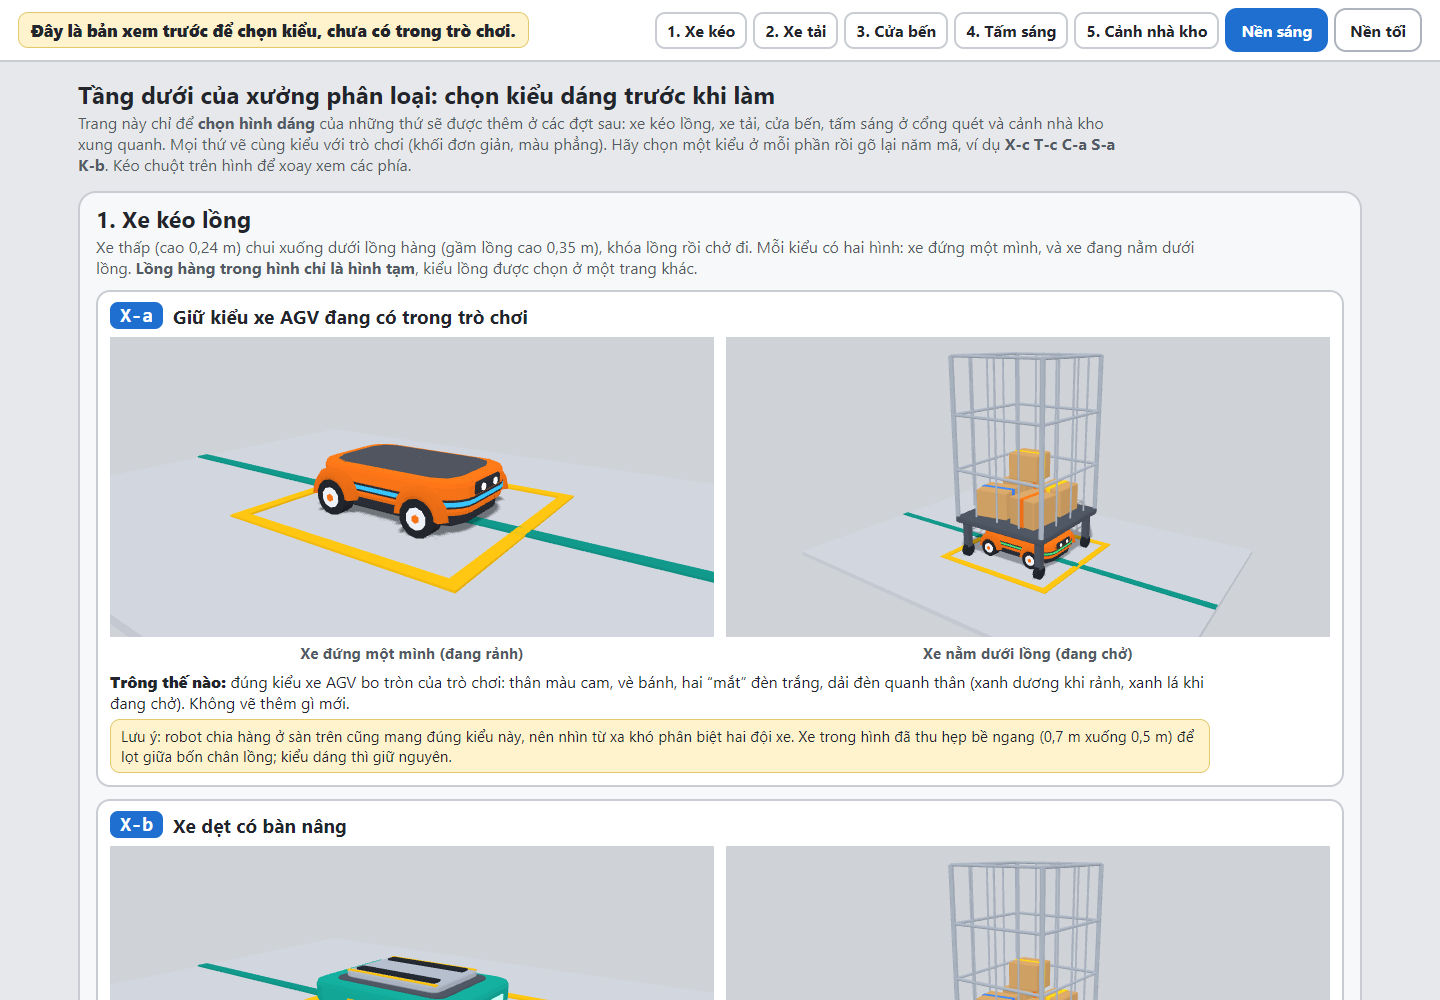 Đây là bản xem trước để chọn kiểu, chưa có trong trò chơi.
1. Xe kéo
2. Xe tải
3. Cửa bến
4. Tấm sáng
5. Cảnh nhà kho
Nền sáng
Nền tối
Tầng dưới của xưởng phân loại: chọn kiểu dáng trước khi làm
Trang này chỉ để chọn hình dáng của những thứ sẽ được thêm ở các đợt sau: xe kéo lồng, xe tải, cửa bến, tấm sáng ở cổng quét và cảnh nhà kho
xung quanh. Mọi thứ vẽ cùng kiểu với trò chơi (khối đơn giản, màu phẳng). Hãy chọn một kiểu ở mỗi phần rồi gõ lại năm mã, ví dụ X-c T-c C-a S-a
K-b. Kéo chuột trên hình để xoay xem các phía.
1. Xe kéo lồng
Xe thấp (cao 0,24 m) chui xuống dưới lồng hàng (gầm lồng cao 0,35 m), khóa lồng rồi chở đi. Mỗi kiểu có hai hình: xe đứng một mình, và xe đang nằm dưới
lồng. Lồng hàng trong hình chỉ là hình tạm, kiểu lồng được chọn ở một trang khác.
X-a Giữ kiểu xe AGV đang có trong trò chơi
Xe đứng một mình (đang rảnh)
Xe nằm dưới lồng (đang chở)
Trông thế nào: đúng kiểu xe AGV bo tròn của trò chơi: thân màu cam, vè bánh, hai “mắt” đèn trắng, dải đèn quanh thân (xanh dương khi rảnh, xanh lá khi
đang chở). Không vẽ thêm gì mới.
Lưu ý: robot chia hàng ở sàn trên cũng mang đúng kiểu này, nên nhìn từ xa khó phân biệt hai đội xe. Xe trong hình đã thu hẹp bề ngang (0,7 m xuống 0,5 m) để
lọt giữa bốn chân lồng; kiểu dáng thì giữ nguyên.
X-b Xe dẹt có bàn nâng